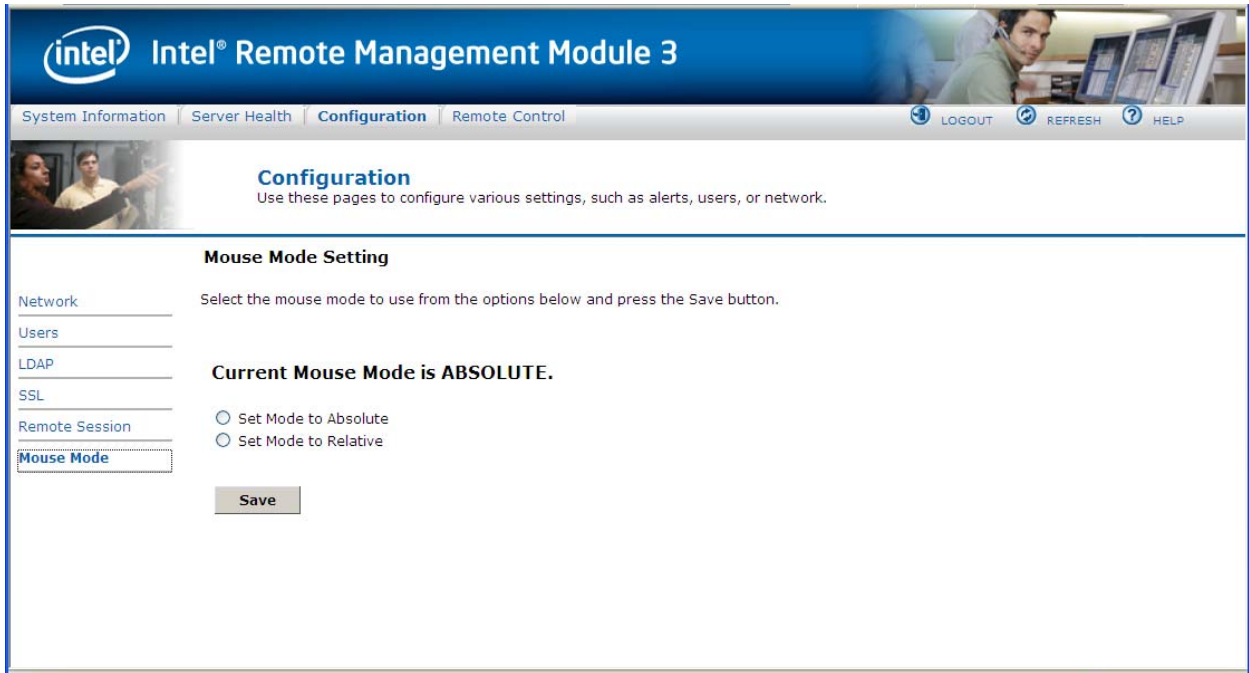 intel
Intel® Remote Management Module 3
System Information
Server Health
Configuration
Remote Control
LOGOUT
REFRESH
? HELP
Configuration
Use these pages to configure various settings, such as alerts, users, or network.
Mouse Mode Setting
Select the mouse mode to use from the options below and press the Save button.
Network
Users
LDAP
SSL
Remote Session
Mouse Mode
Current Mouse Mode is ABSOLUTE.
Set Mode to Absolute
Set Mode to Relative
Save